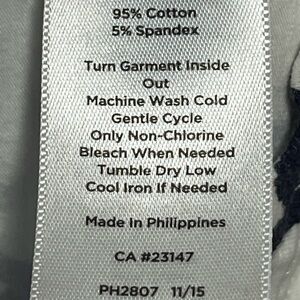 95% Cotton
5% Spandex
Turn Garment Inside
Out
Machine Wash Cold
Gentle Cycle
Only Non-Chlorine
Bleach When Needed
Tumble Dry Low
Cool Iron If Needed
Made in Philippines
CA #23147
PH2807 11/15